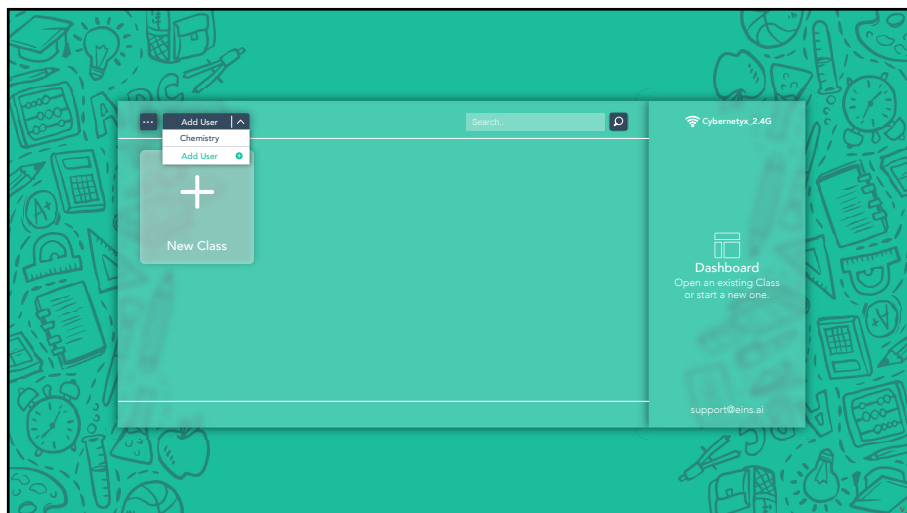 Add User
Search..
Cybernetyx_2.4G
Chemistry
Add User
New Class
Dashboard
Open an existing Class
or start a new one.
support@eins.ai